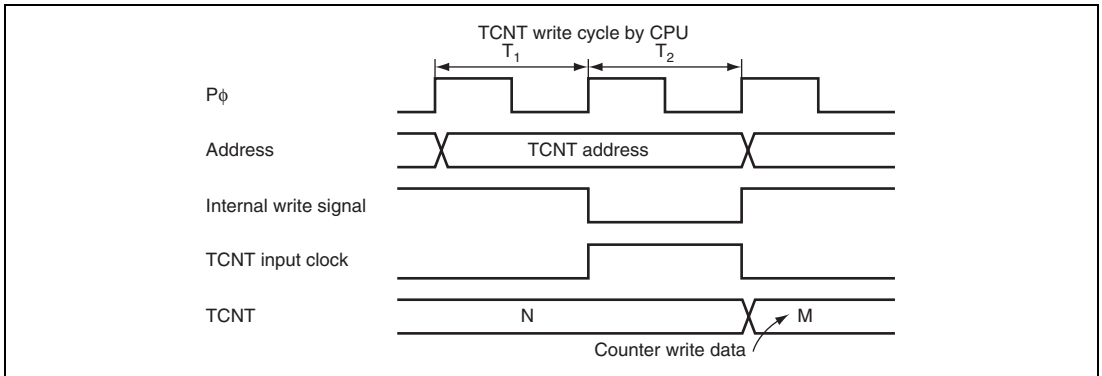 TCNT write cycle by CPU
T1 T2
Pφ
Address TCNT address
Internal write signal
TCNT input clock
TCNT N M
Counter write data